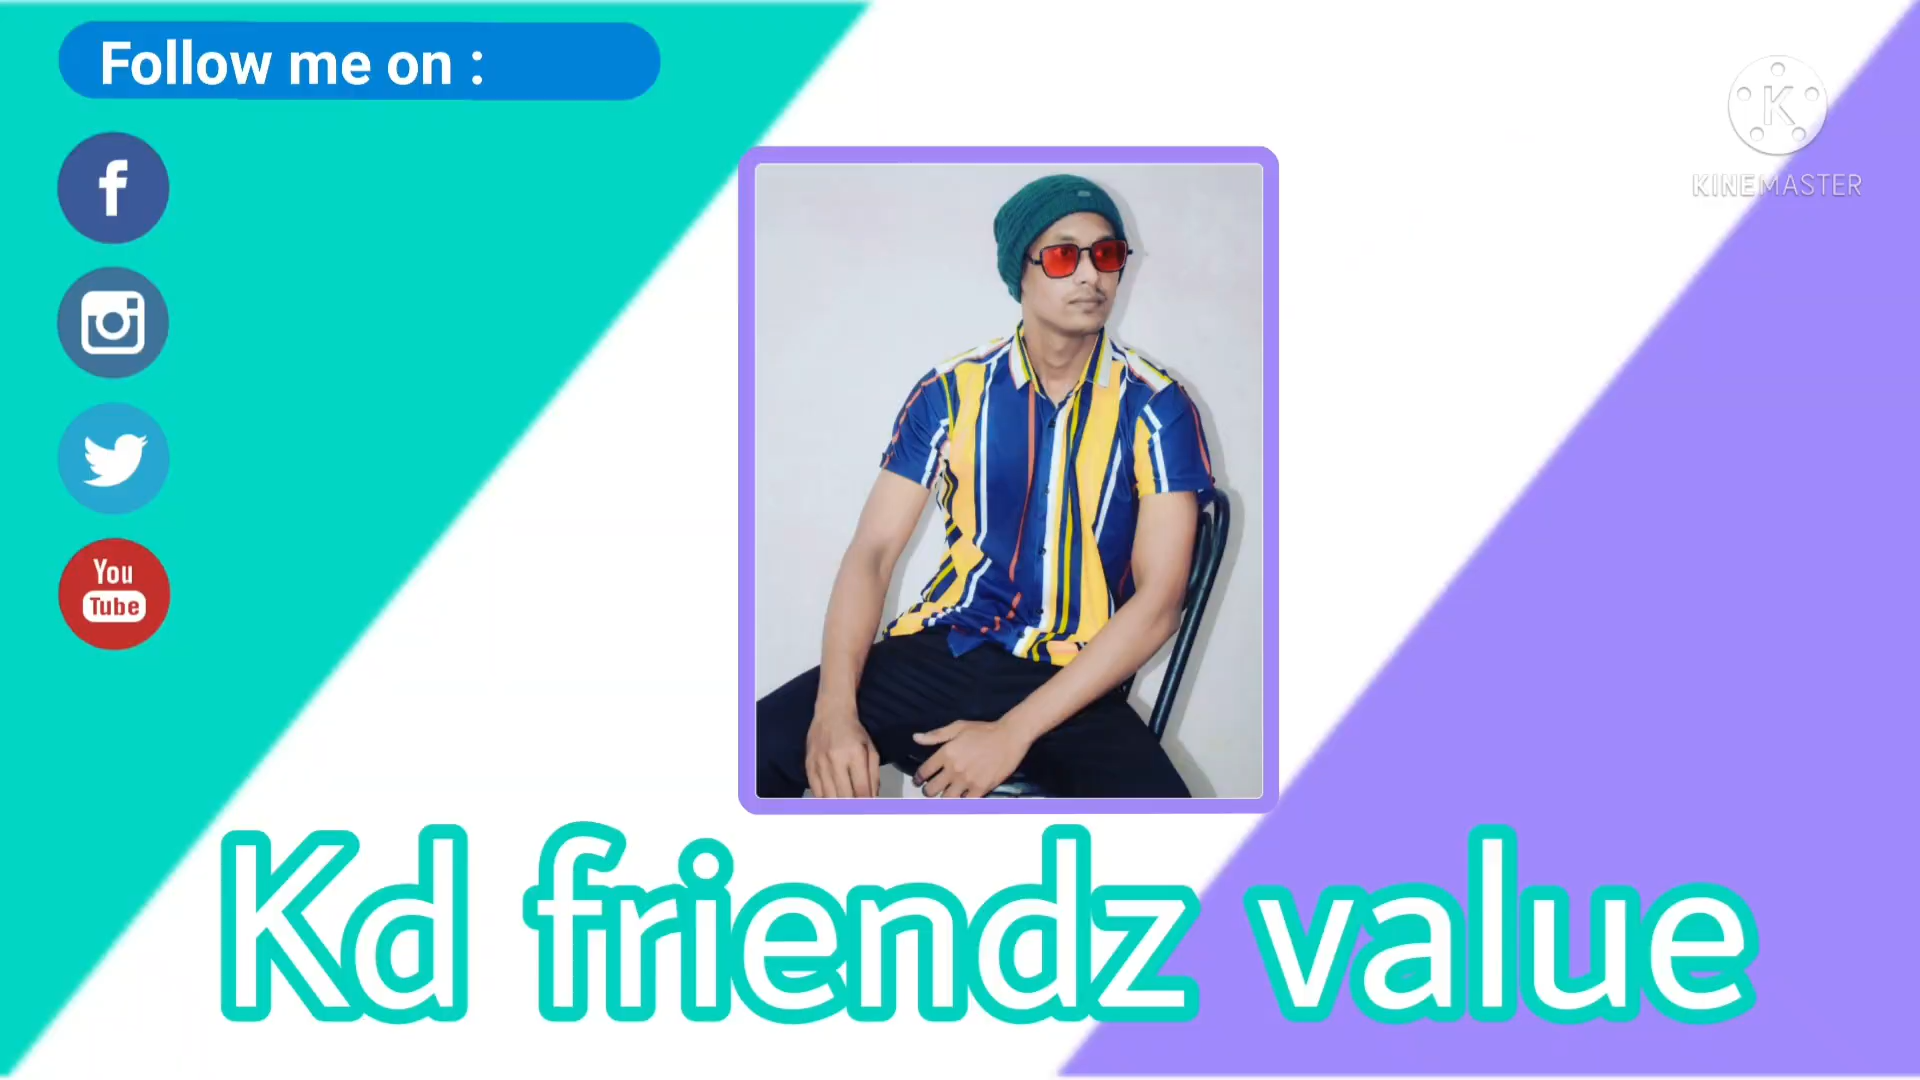 Follow me on :
f
K
KINEMASTER
You
Tube
Kd friendz value